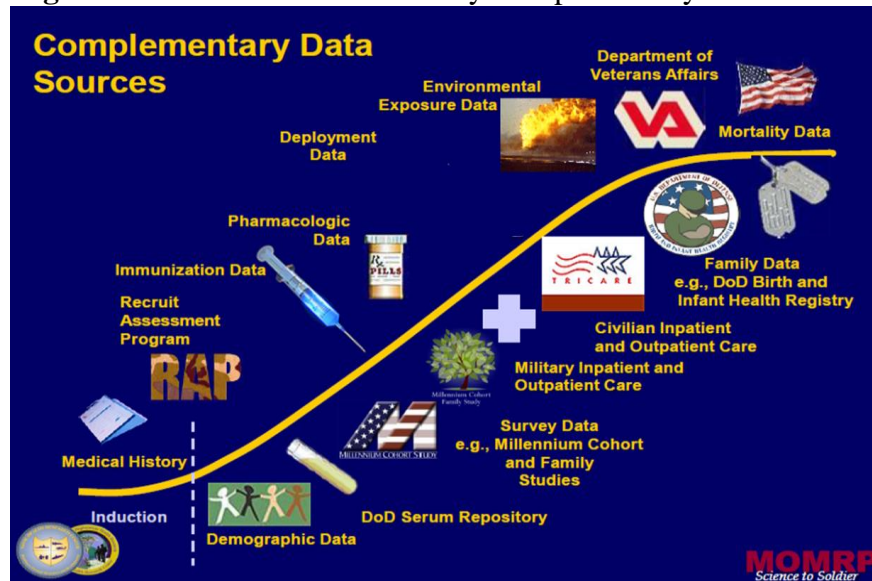 Complementary Data
Sources
Department of
Veterans Affairs
Environmental
Exposure Data
VA
Mortality Data
Deployment
Data
Pharmacologic
Data
Rx
PILLS
Immunization Data
TRICARE
Family Data
e.g., DoD Birth and
Infant Health Registry
Recruit
Assessment
Program
RAP
Civilian Inpatient
and Outpatient Care
Millennium Cohort
Family Study
Military Inpatient and
Outpatient Care
MILLENNIUM COHORT STUDY
Survey Data
e.g., Millennium Cohort
and Family
Studies
Medical History
Induction
DoD Serum Repository
Demographic Data
MOMRP
Science to Soldier